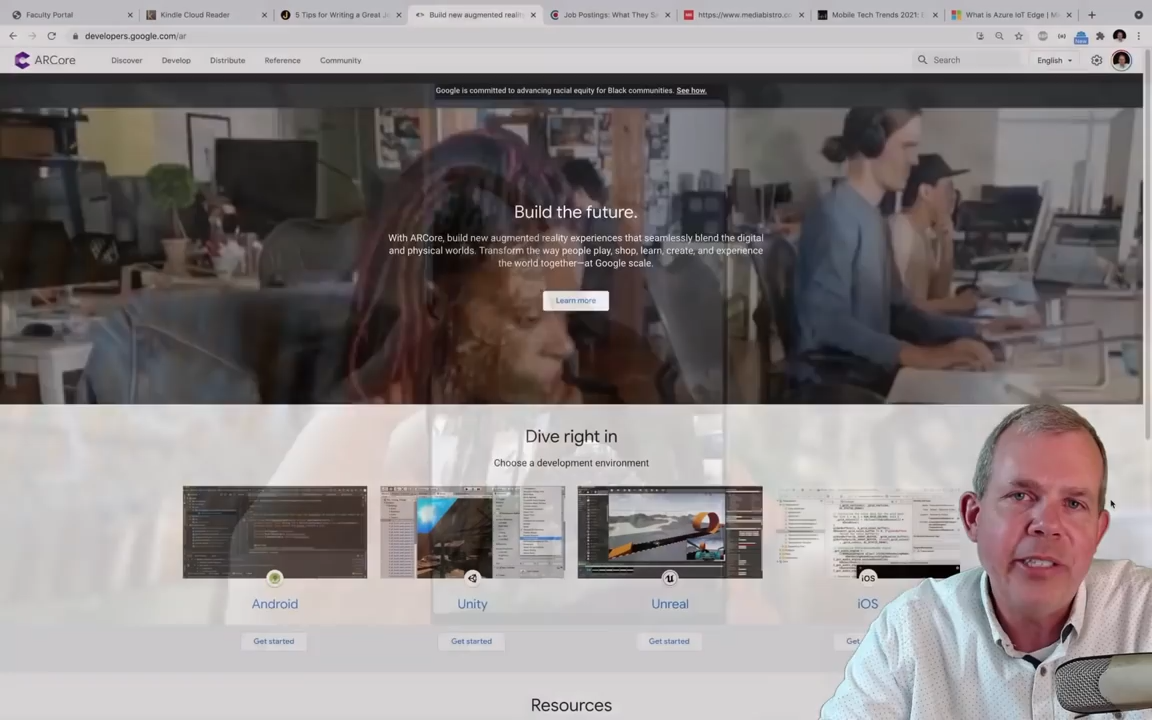 Faculty Portal
Kindle Cloud Reader
5 Tips for Writing a Great J
Build new augmented reality
Job Postings: What They S
https://www.mediabistro.co
Mobile Tech Trends 2021:
What is Azure IoT Edge | M
developers.google.com/ar
ARCore
Discover
Develop
Distribute
Reference
Community
Search
English
Google is committed to advancing racial equity for Black communities. See how.
Build the future.
With ARCore, build new augmented reality experiences that seamlessly blend the digital
and physical worlds. Transform the way people play, shop, learn, create, and experience
the world together—at Google scale.
Learn more
Dive right in
Choose a development environment
iOS
Android
Unity
Unreal
iOS
Get started
Get started
Get started
Get
Resources